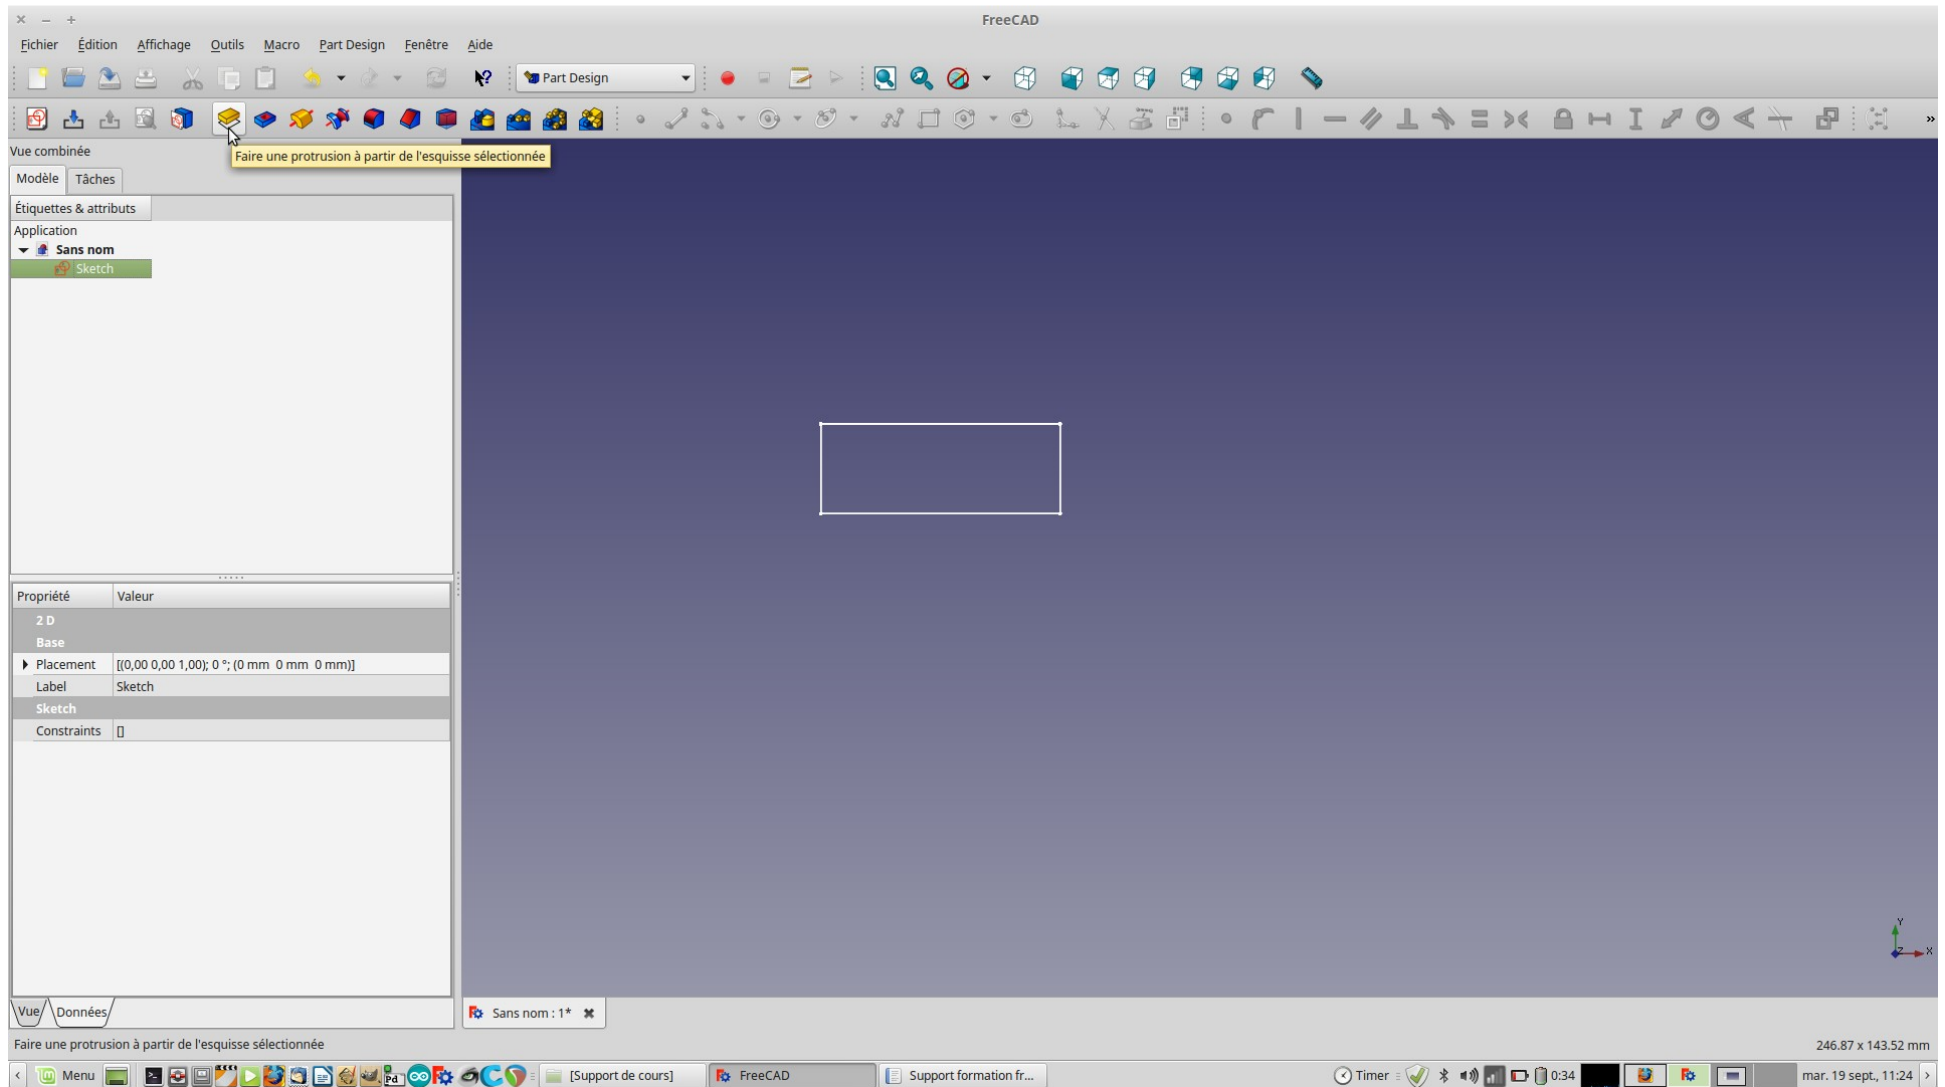 FreeCAD
Fichier Édition Affichage Outils Macro Part Design Fenêtre Aide
Part Design
Vue combinée
Faire une protrusion à partir de l'esquisse sélectionnée
Modèle Tâches
Étiquettes & attributs
Application
Sans nom
Sketch
Propriété Valeur
2 D
Base
Placement [(0,00 0,00 1,00); 0 °; (0 mm 0 mm 0 mm)]
Label Sketch
Sketch
Constraints []
Y
Z X
Vue Données
Sans nom : 1*
Faire une protrusion à partir de l'esquisse sélectionnée 246.87 x 143.52 mm
Menu Pd [Support de cours] FreeCAD Support formation fr... Timer 0:34 mar. 19 sept., 11:24